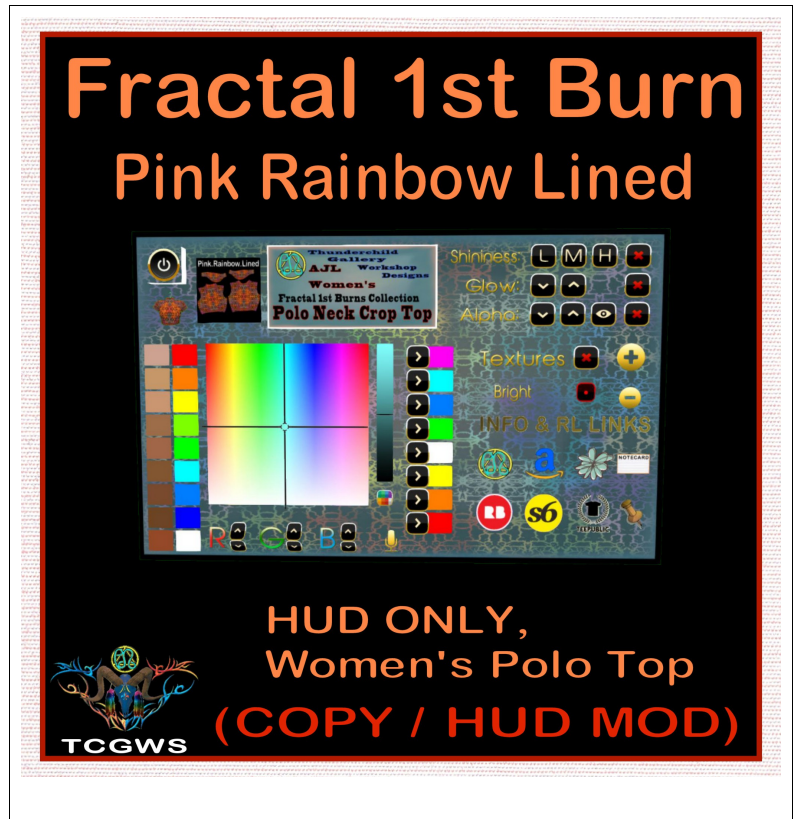 Fractal 1st Burn
Pink Rainbow Lined
Pink.Rainbow.Lined
Thunderchild
Gallery
AJL Workshop
Designs
Women's
Fractal 1st Burns Collection
Polo Neck Crop Top
Shininess: L M H
Glow:
Alpha:
Textures
Bright
INFO & RL LINKS
a
NOTECARD
RB
s6
TEEPUBLIC
R G B
HUD ONLY,
Women's Polo Top
(COPY / HUD MOD)
TCGWS